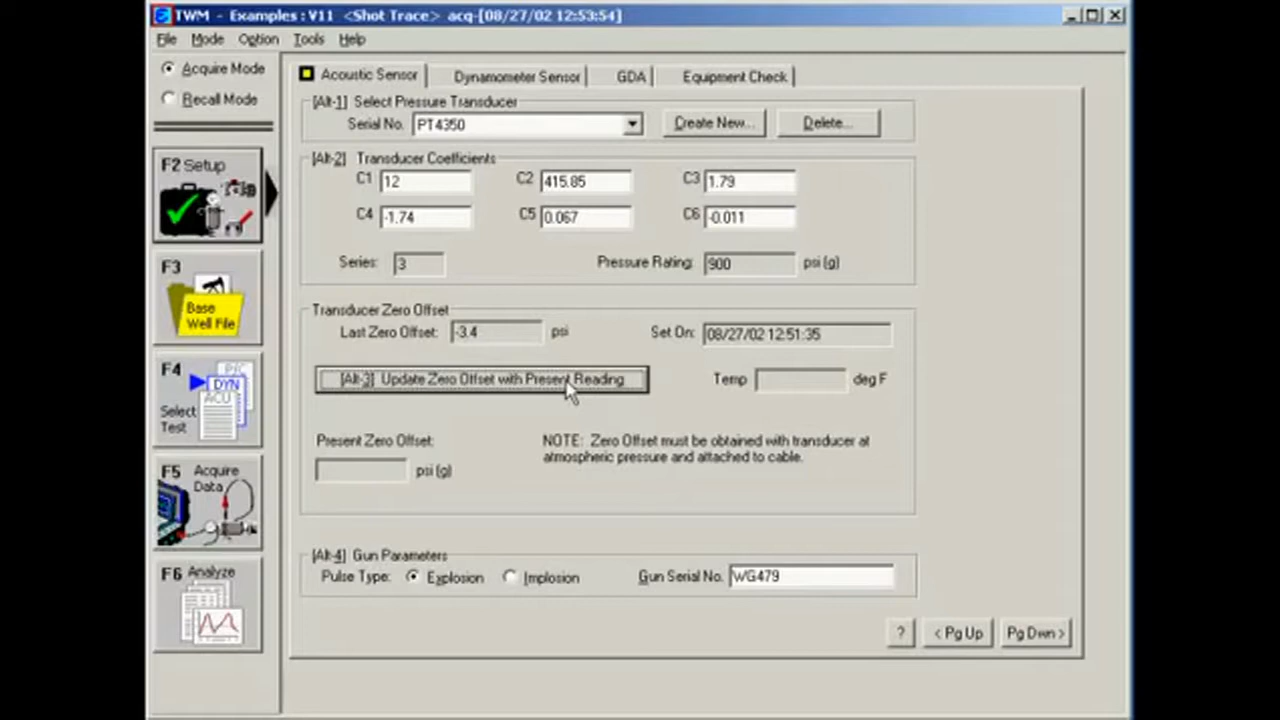 TWM - Examples : V11 <Shot Trace> acq-[08/27/02 12:53:54]
File Mode Option Tools Help
Acquire Mode
Recall Mode
F2 Setup
F3
Base
Well File
F4
DYN
ACU
Select
Test
F5 Acquire
Data
F6 Analyze
Acoustic Sensor Dynamometer Sensor GDA Equipment Check
[Alt-1] Select Pressure Transducer
Serial No. PT4350 Create New... Delete...
[Alt-2] Transducer Coefficients
C1 12 C2 415.85 C3 1.79
C4 -1.74 C5 0.067 C6 -0.011
Series: 3 Pressure Rating: 900 psi (g)
Transducer Zero Offset
Last Zero Offset: -3.4 psi Set On: 08/27/02 12:51:35
[Alt-3] Update Zero Offset with Present Reading Temp deg F
Present Zero Offset: psi (g)
NOTE: Zero Offset must be obtained with transducer at
atmospheric pressure and attached to cable.
[Alt-4] Gun Parameters
Pulse Type: Explosion Implosion Gun Serial No. WG479
? < Pg Up Pg Dwn >